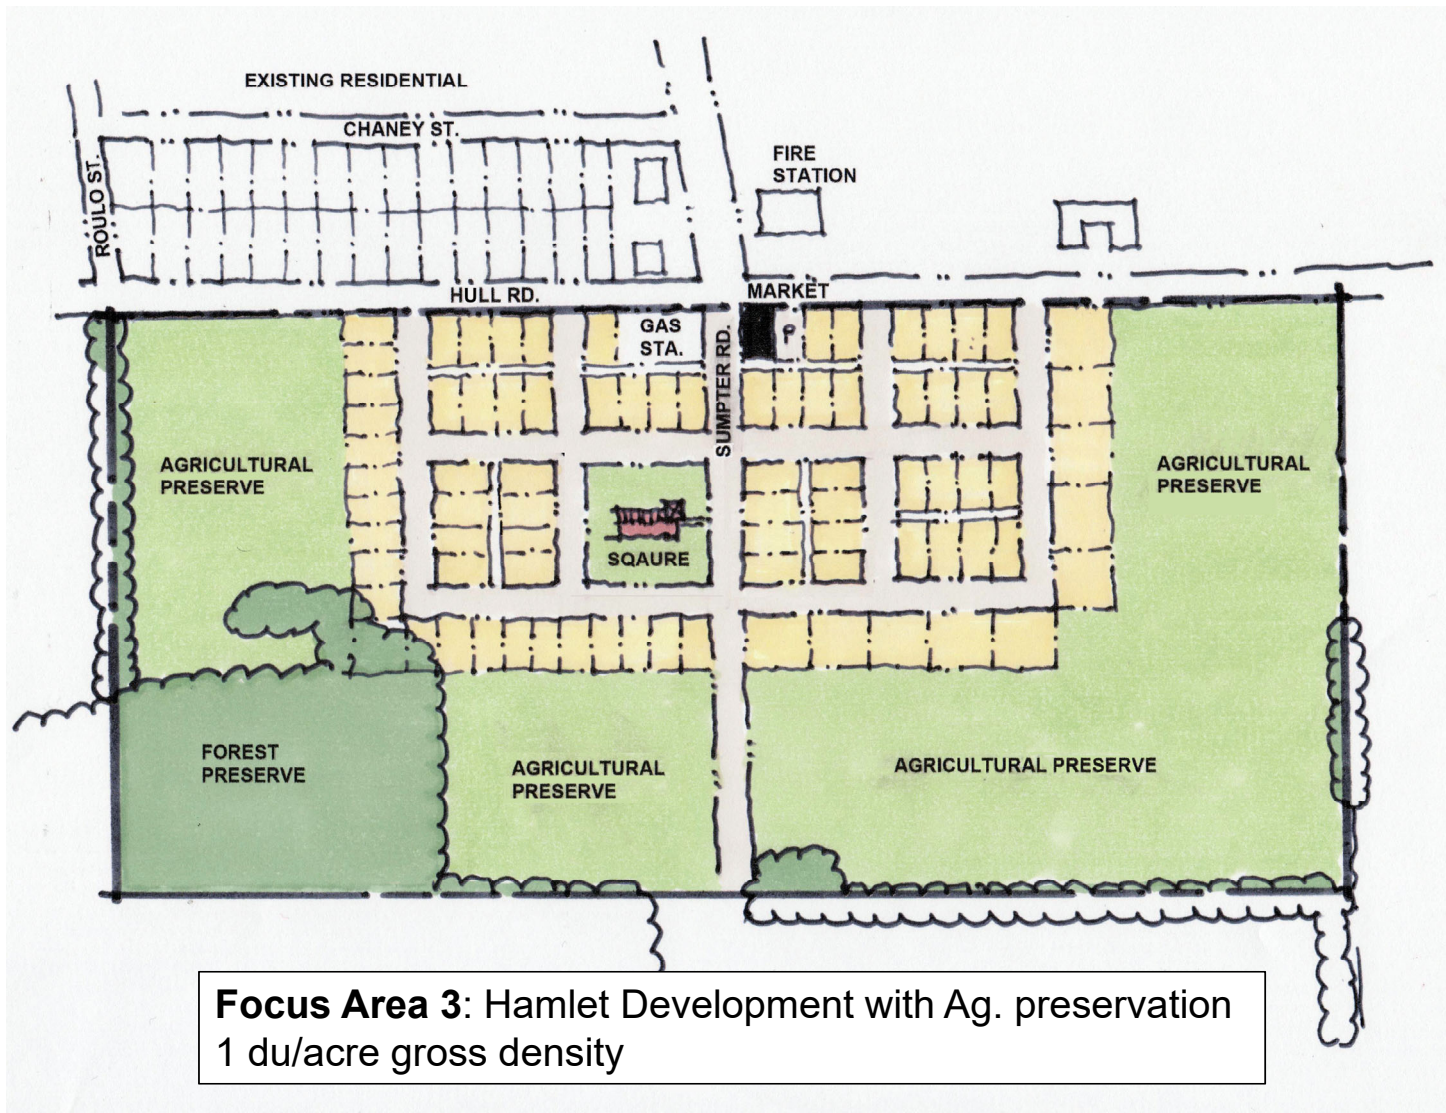 EXISTING RESIDENTIAL
CHANEY ST.
ROULO ST.
FIRE
STATION
HULL RD.
MARKET
GAS
STA.
P
SUMPTER RD.
AGRICULTURAL
PRESERVE
AGRICULTURAL
PRESERVE
SQAURE
FOREST
PRESERVE
AGRICULTURAL
PRESERVE
AGRICULTURAL PRESERVE
Focus Area 3: Hamlet Development with Ag. preservation
1 du/acre gross density